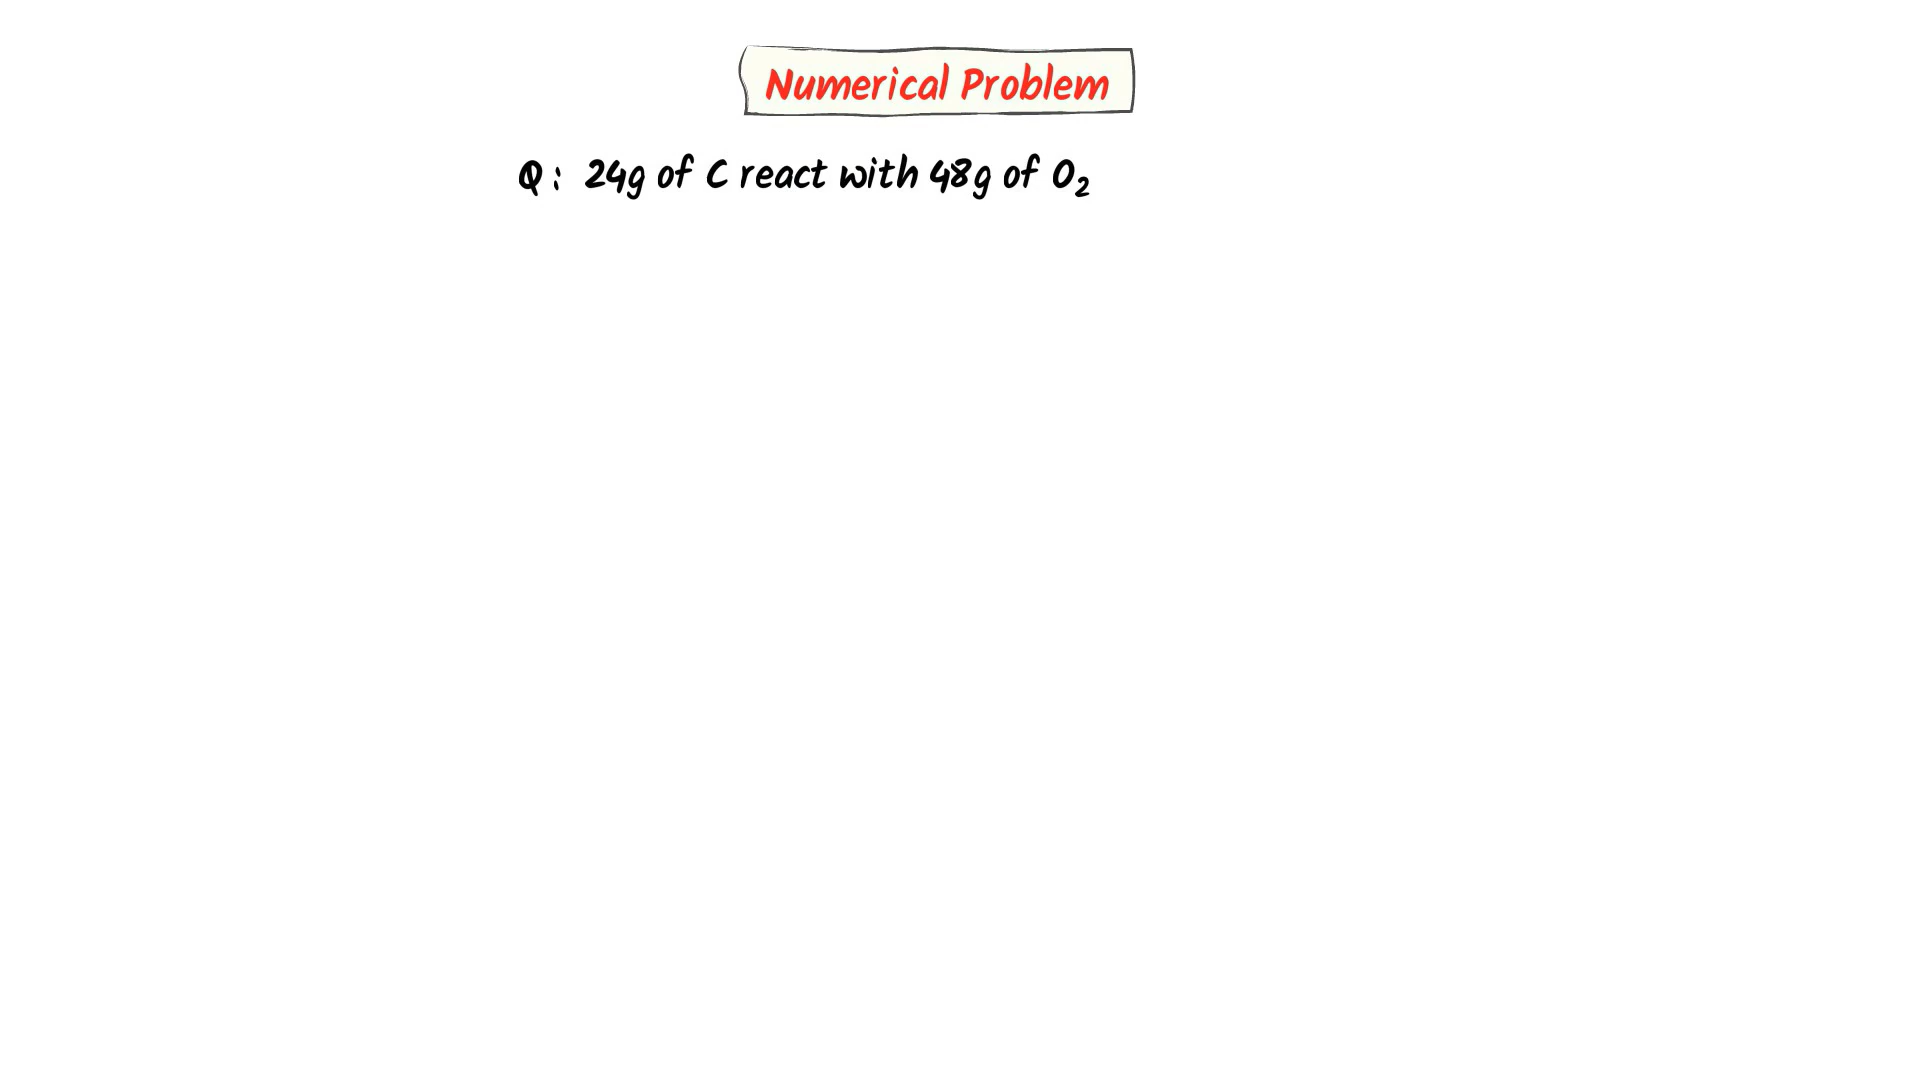 Numerical Problem
Q: 24g of C react with 48g of O₂